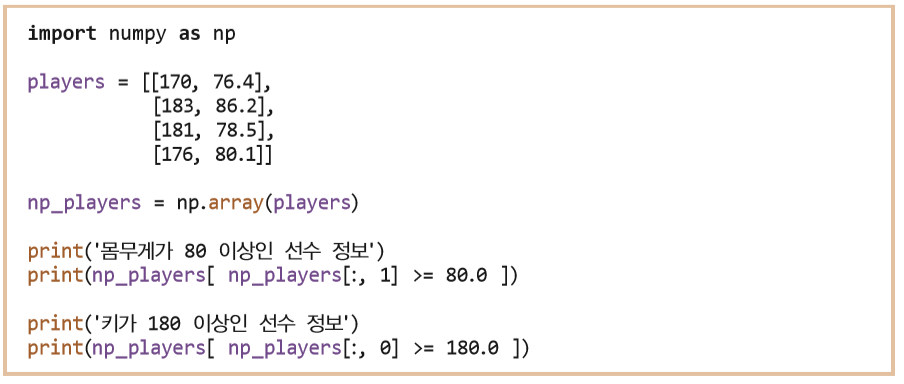 import numpy as np
players = [[170, 76.4],
[183, 86.2],
[181, 78.5],
[176, 80.1]]
np_players = np.array(players)
print('몸무게가 80 이상인 선수 정보')
print(np_players[ np_players[:, 1] >= 80.0 ])
print('키가 180 이상인 선수 정보')
print(np_players[ np_players[:, 0] >= 180.0 ])